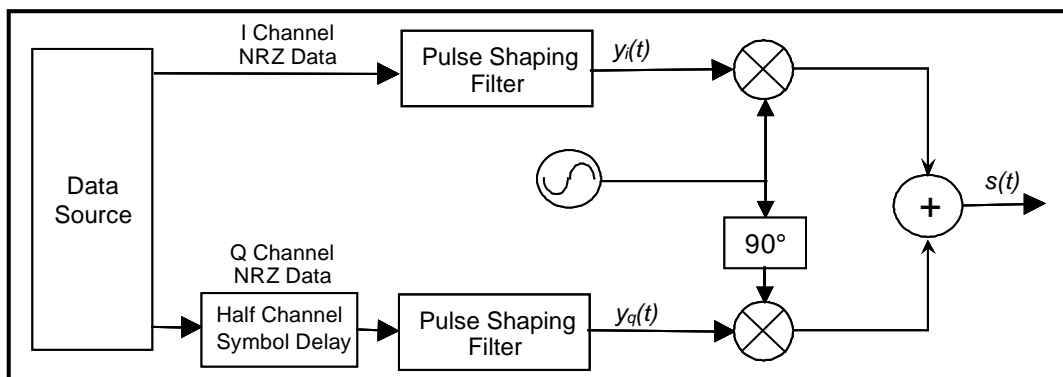 I Channel
NRZ Data
Pulse Shaping
Filter
yi(t)
Data
Source
90°
+
s(t)
Q Channel
NRZ Data
Half Channel
Symbol Delay
Pulse Shaping
Filter
yq(t)